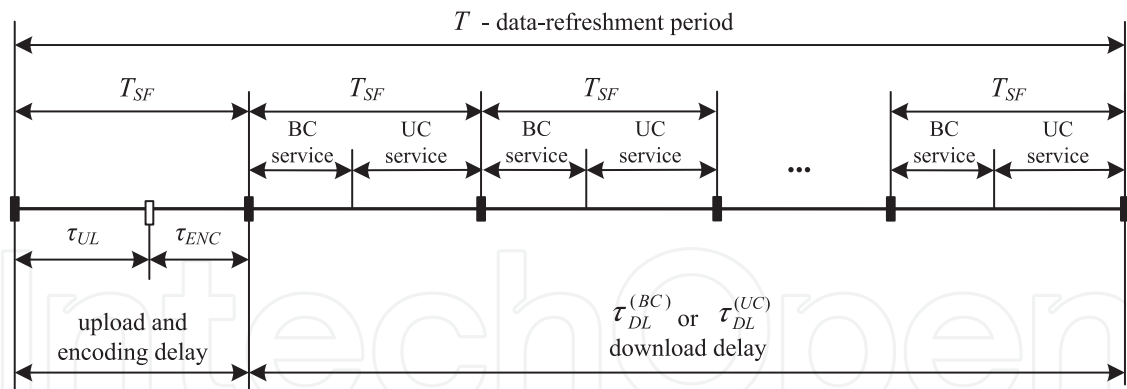 T - data-refreshment period
T_SF T_SF T_SF T_SF
BC service UC service BC service UC service BC service UC service
...
τ_UL τ_ENC
upload and
encoding delay
τ_DL^(BC) or τ_DL^(UC)
download delay
IntechOpen